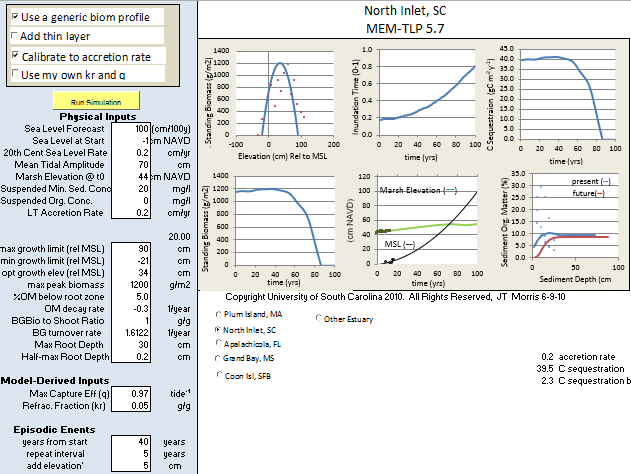 North Inlet, SC
MEM-TLP 5.7
Use a generic biom profile
Add thin layer
Calibrate to accretion rate
Use my own kr and q
Run Simulation
Physical Inputs
Sea Level Forecast 100 (cm/100y)
Sea Level at Start -1 cm NAVD
20th Cent Sea Level Rate 0.2 cm/yr
Mean Tidal Amplitude 70 cm
Marsh Elevation @ t0 44 cm NAVD
Suspended Min. Sed. Conc 20 mg/l
Suspended Org. Conc. 0 mg/l
LT Accretion Rate 0.2 cm/yr
20.00
max growth limit (rel MSL) 90 cm
min growth limit (rel MSL) -21 cm
opt growth elev (rel MSL) 34 cm
max peak biomass 1200 g/m2
%OM below root zone 5.0
OM decay rate -0.3 1/year
BGBio to Shoot Ratio 1 g/g
BG turnover rate 1.6122 1/year
Max Root Depth 30 cm
Half-max Root Depth 0.2 cm
Model-Derived Inputs
Max Capture Eff (q) 0.97 tide-1
Refrac. Fraction (kr) 0.05 g/g
Episodic Enents
years from start 40 years
repeat interval 5 years
add elevation' 5 cm
Standing Biomass (g/m2)
1400
1200
1000
800
600
400
200
0
-100 0 100 200
Elevation (cm) Rel to MSL
Inundation Time (0-1)
1.0
0.8
0.6
0.4
0.2
0.0
0 20 40 60 80 100
time (yrs)
C Sequestraion (gC m-2 y-1)
45.0
40.0
35.0
30.0
25.0
20.0
15.0
10.0
5.0
0.0
0 20 40 60 80 100
time (yrs)
Standing Biomass (g/m2)
1400
1200
1000
800
600
400
200
0
0 20 40 60 80 100
time (yrs)
(cm NAVD)
120
100
80
60
40
20
0
Marsh Elevation (---)
MSL (--)
0 20 40 60 80 100
time (yrs)
Sediment Org. Matter (%)
35.0
30.0
25.0
20.0
15.0
10.0
5.0
0.0
present (--)
future(--)
0 50 100
Sediment Depth (cm)
Copyright University of South Carolina 2010. All Rights Reserved, JT Morris 6-9-10
Plum Island, MA
Other Estuary
North Inlet, SC
Apalachicola, FL
Grand Bay, MS
Coon Isl, SFB
0.2 accretion rate
39.5 C sequestration
2.3 C sequestration b